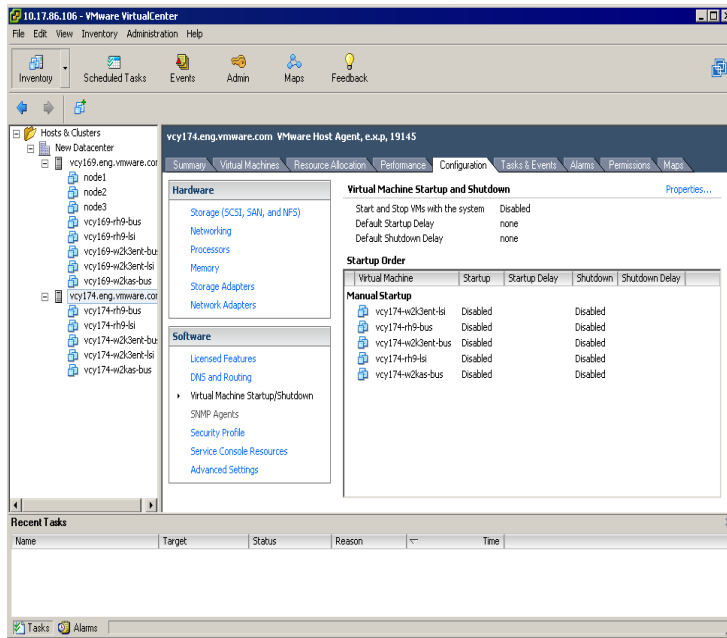 10.17.86.106 - VMware VirtualCenter
File Edit View Inventory Administration Help
Inventory Scheduled Tasks Events Admin Maps Feedback
Hosts & Clusters
New Datacenter
vcy169.eng.vmware.cor
node1
node2
node3
vcy169-rh9-bus
vcy169-rh9-lsi
vcy169-w2k3ent-bu
vcy169-w2k3ent-lsi
vcy169-w2kas-bus
vcy174.eng.vmware.cor
vcy174-rh9-bus
vcy174-rh9-lsi
vcy174-w2k3ent-bu
vcy174-w2k3ent-lsi
vcy174-w2kas-bus
vcy174.eng.vmware.com VMware Host Agent, e.x.p, 19145
Summary Virtual Machines Resource Allocation Performance Configuration Tasks & Events Alarms Permissions Maps
Hardware
Storage (SCSI, SAN, and NFS)
Networking
Processors
Memory
Storage Adapters
Network Adapters
Software
Licensed Features
DNS and Routing
Virtual Machine Startup/Shutdown
SNMP Agents
Security Profile
Service Console Resources
Advanced Settings
Virtual Machine Startup and Shutdown Properties...
Start and Stop VMs with the system Disabled
Default Startup Delay none
Default Shutdown Delay none
Startup Order
Virtual Machine Startup Startup Delay Shutdown Shutdown Delay
Manual Startup
vcy174-w2k3ent-lsi Disabled Disabled
vcy174-rh9-bus Disabled Disabled
vcy174-w2k3ent-bus Disabled Disabled
vcy174-rh9-lsi Disabled Disabled
vcy174-w2kas-bus Disabled Disabled
Recent Tasks
Name Target Status Reason Time
Tasks Alarms